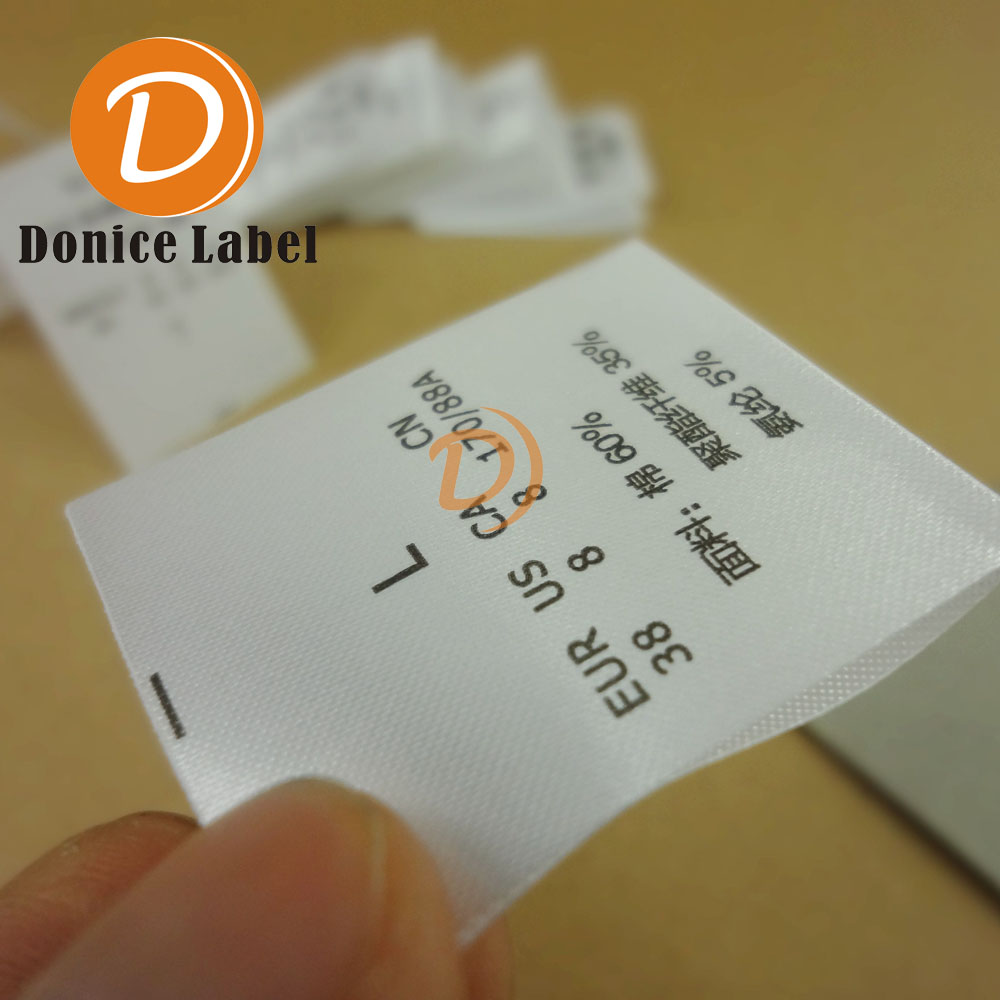 D
Donice Label
L
EUR US CA CN
38 8 8 170/88A
面料: 棉 60%
聚酯纤维 35%
氨纶 5%
D